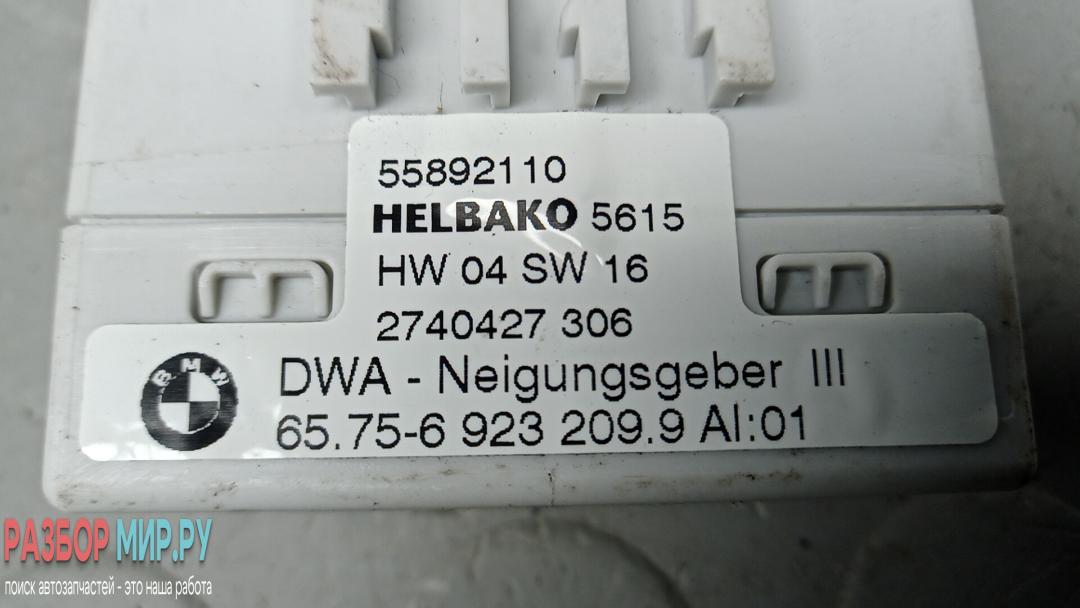 55892110
HELBAKO 5615
HW 04 SW 16
2740427 306
BMW
DWA - Neigungsgeber III
65.75-6 923 209.9 AI:01
РАЗБОР МИР.РУ
поиск автозапчастей - это наша работа